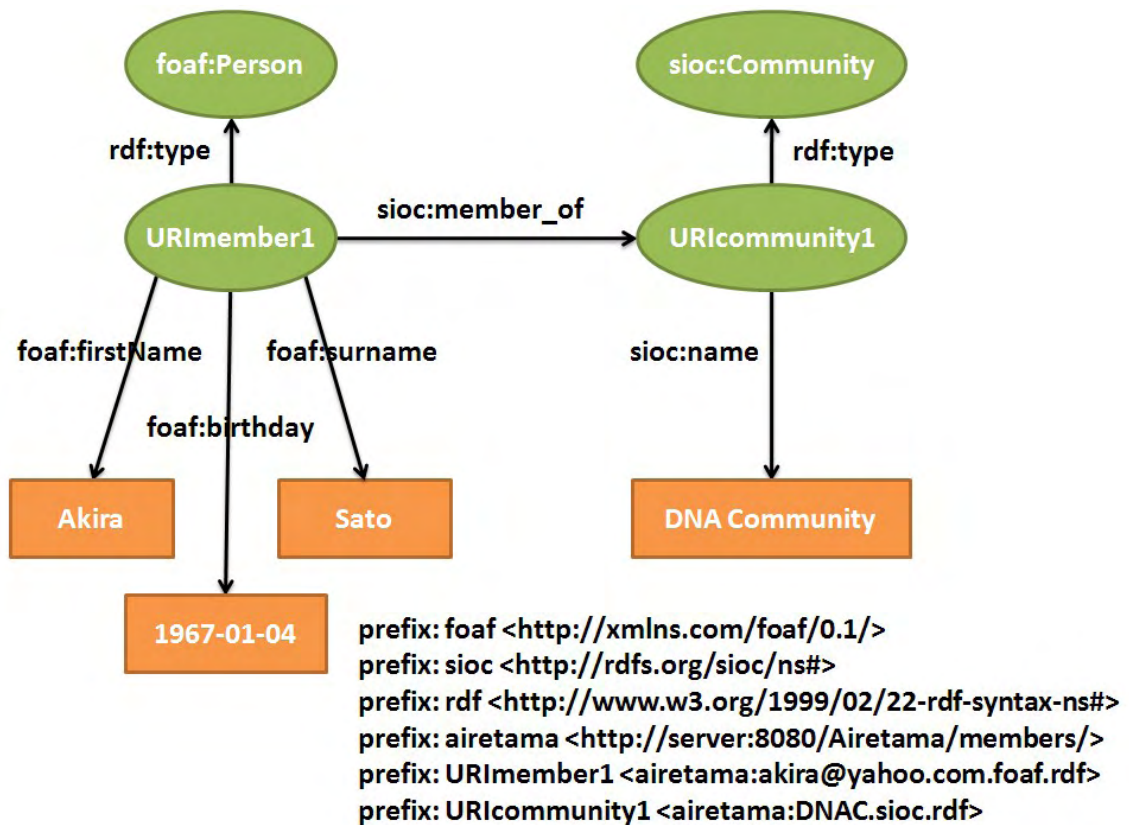 foaf:Person
sioc:Community
rdf:type
rdf:type
sioc:member_of
URImember1
URIcommunity1
foaf:firstName
foaf:surname
sioc:name
foaf:birthday
Akira
Sato
DNA Community
1967-01-04
prefix: foaf <http://xmlns.com/foaf/0.1/>
prefix: sioc <http://rdfs.org/sioc/ns#>
prefix: rdf <http://www.w3.org/1999/02/22-rdf-syntax-ns#>
prefix: airetama <http://server:8080/Airetama/members/>
prefix: URImember1 <airetama:akira@yahoo.com.foaf.rdf>
prefix: URIcommunity1 <airetama:DNAC.sioc.rdf>